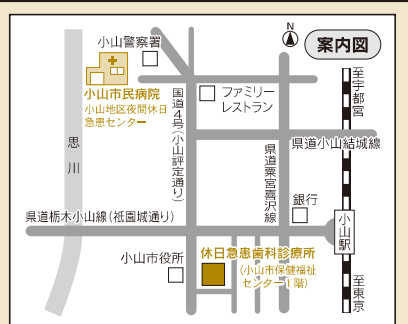 N
案内図
小山警察署
至宇都宮
小山市民病院
小山地区夜間休日
急患センター
ファミリー
レストラン
国道4号(小山評定通り)
思川
県道小山結城線
県道粟宮喜沢線
銀行
県道栃木小山線(祇園城通り)
小山駅
小山市役所
休日急患歯科診療所
(小山市保健福祉
センター1階)
至東京